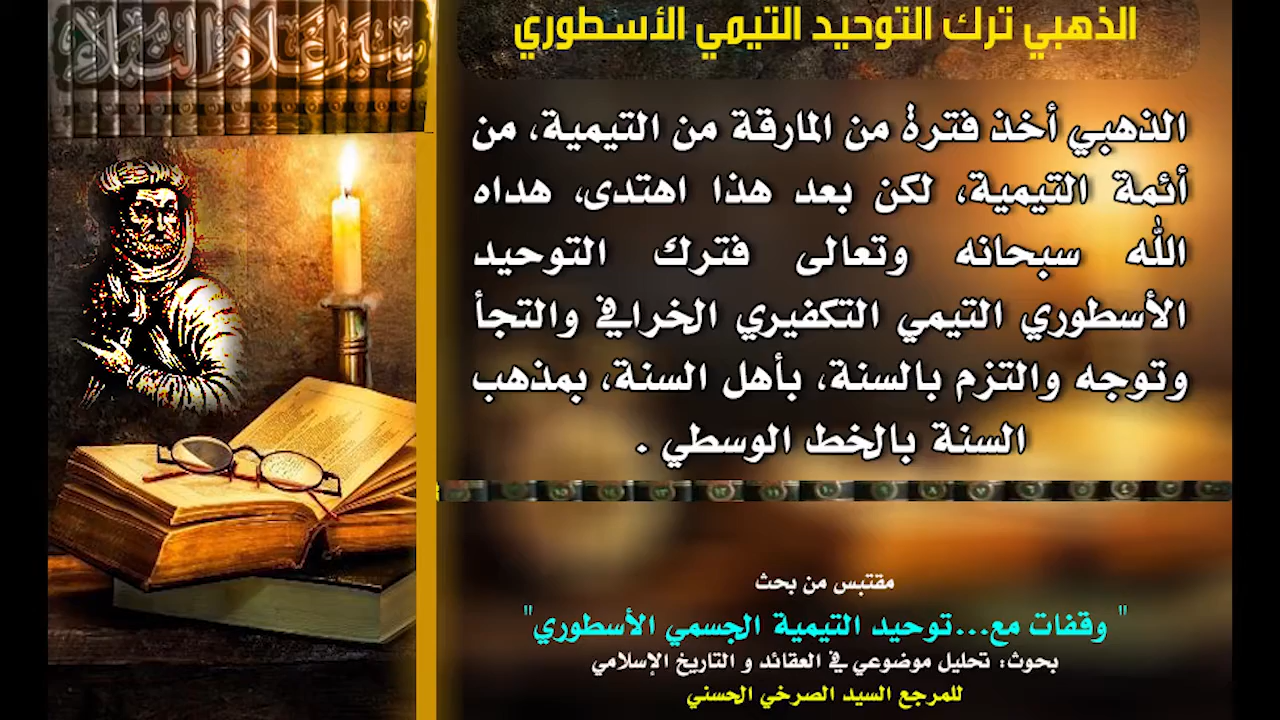 سير أعلام النبلاء
الذهبي ترك التوحيد التيمي الأسطوري
الذهبي أخذ فترة من المارقة من التيمية، من
أئمة التيمية، لكن بعد هذا اهتدى، هداه
الله سبحانه وتعالى فترك التوحيد
الأسطوري التيمي التكفيري الخرافي والتجأ
وتوجه والتزم بالسنة، بأهل السنة، بمذهب
السنة بالخط الوسطي .
مقتبس من بحث
" وقفات مع...توحيد التيمية الجسمي الأسطوري"
بحوث: تحليل موضوعي في العقائد و التاريخ الإسلامي
للمرجع السيد الصرخي الحسني